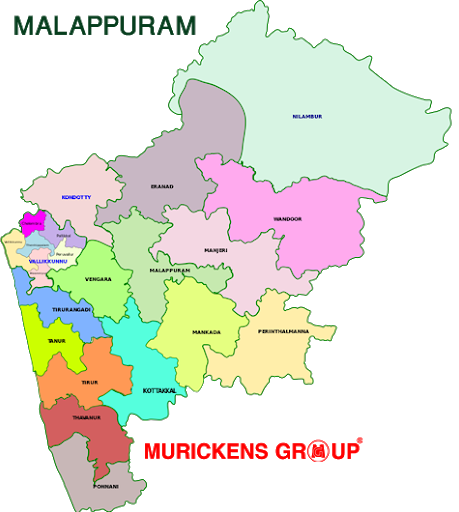 MALAPPURAM
NILAMBUR
ERANAD
KONDOTTY
WANDOOR
MANJERI
VALLIKKUNNU
MALAPPURAM
VENGARA
TIRURANGADI
MANKADA
PERINTHALMANNA
TANUR
TIRUR
KOTTAKKAL
THAVANUR
MURICKENS GROUP®
PONNANI